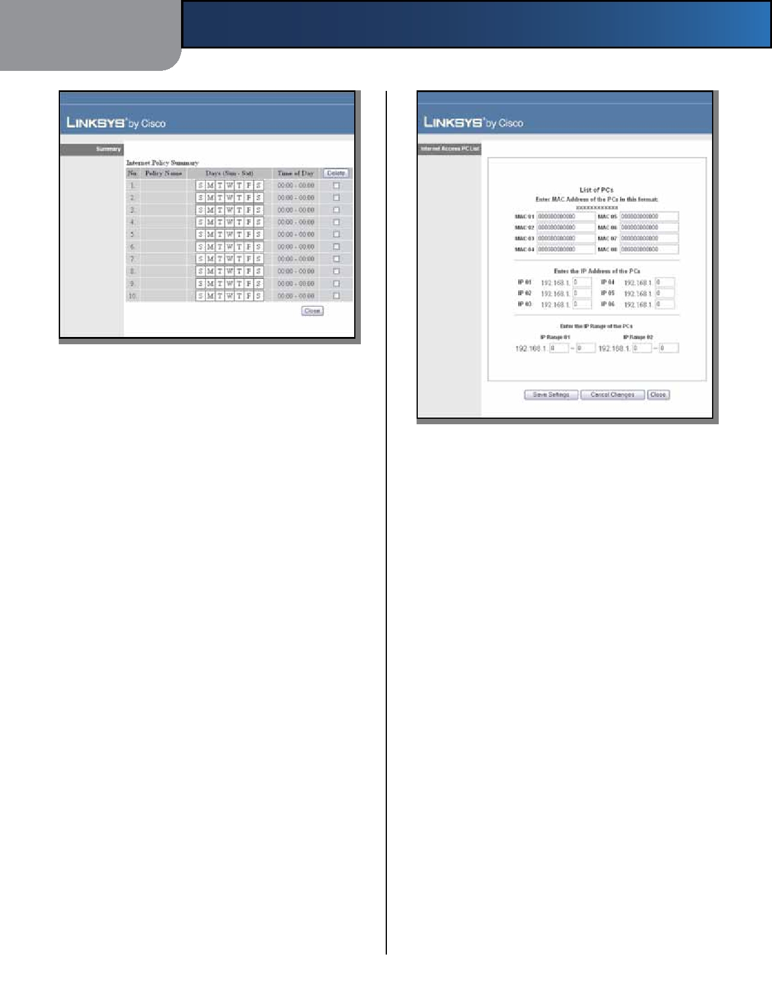 LINKSYS® by Cisco
Summary
Internet Policy Summary
No. Policy Name Days (Sun - Sat) Time of Day Delete
1. S M T W T F S 00:00 - 00:00
2. S M T W T F S 00:00 - 00:00
3. S M T W T F S 00:00 - 00:00
4. S M T W T F S 00:00 - 00:00
5. S M T W T F S 00:00 - 00:00
6. S M T W T F S 00:00 - 00:00
7. S M T W T F S 00:00 - 00:00
8. S M T W T F S 00:00 - 00:00
9. S M T W T F S 00:00 - 00:00
10. S M T W T F S 00:00 - 00:00
Close
LINKSYS® by Cisco
Internet Access PC List
List of PCs
Enter MAC Address of the PCs in this format:
xxxxxxxxxxxx
MAC 01 000000000000 MAC 05 000000000000
MAC 02 000000000000 MAC 06 000000000000
MAC 03 000000000000 MAC 07 000000000000
MAC 04 000000000000 MAC 08 000000000000
Enter the IP Address of the PCs
IP 01 192.168.1. 0 IP 04 192.168.1. 0
IP 02 192.168.1. 0 IP 05 192.168.1. 0
IP 03 192.168.1. 0 IP 06 192.168.1. 0
Enter the IP Range of the PCs
IP Range 01 IP Range 02
192.168.1. 0 ~ 0 192.168.1. 0 ~ 0
Save Settings Cancel Changes Close